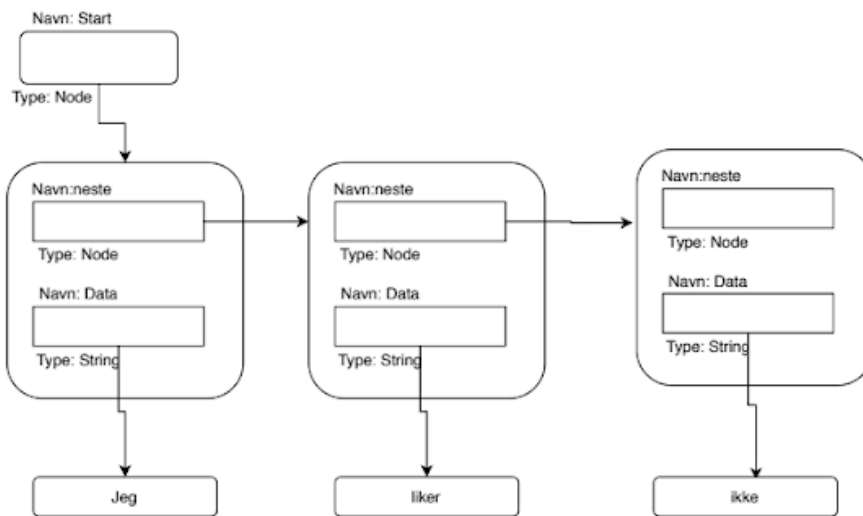 Navn: Start
Type: Node
Navn:neste
Type: Node
Navn: Data
Type: String
Jeg
Navn:neste
Type: Node
Navn: Data
Type: String
liker
Navn:neste
Type: Node
Navn: Data
Type: String
ikke